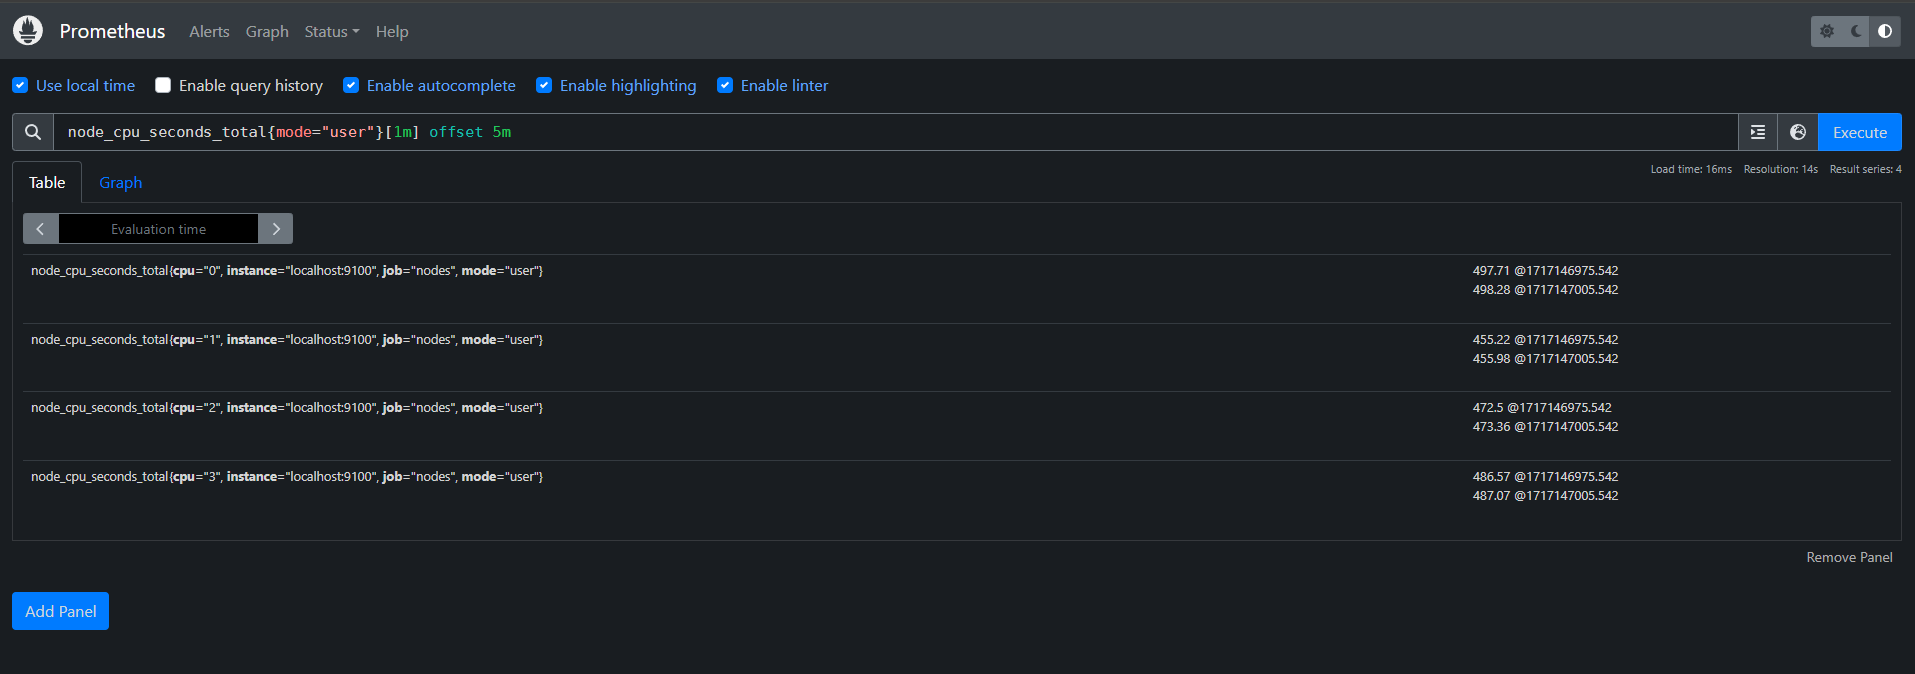 Prometheus Alerts Graph Status Help
Use local time Enable query history Enable autocomplete Enable highlighting Enable linter
node_cpu_seconds_total{mode="user"}[1m] offset 5m Execute
Load time: 16ms Resolution: 14s Result series: 4
Table Graph
Evaluation time
node_cpu_seconds_total{cpu="0", instance="localhost:9100", job="nodes", mode="user"} 497.71 @1717146975.542
498.28 @1717147005.542
node_cpu_seconds_total{cpu="1", instance="localhost:9100", job="nodes", mode="user"} 455.22 @1717146975.542
455.98 @1717147005.542
node_cpu_seconds_total{cpu="2", instance="localhost:9100", job="nodes", mode="user"} 472.5 @1717146975.542
473.36 @1717147005.542
node_cpu_seconds_total{cpu="3", instance="localhost:9100", job="nodes", mode="user"} 486.57 @1717146975.542
487.07 @1717147005.542
Remove Panel
Add Panel